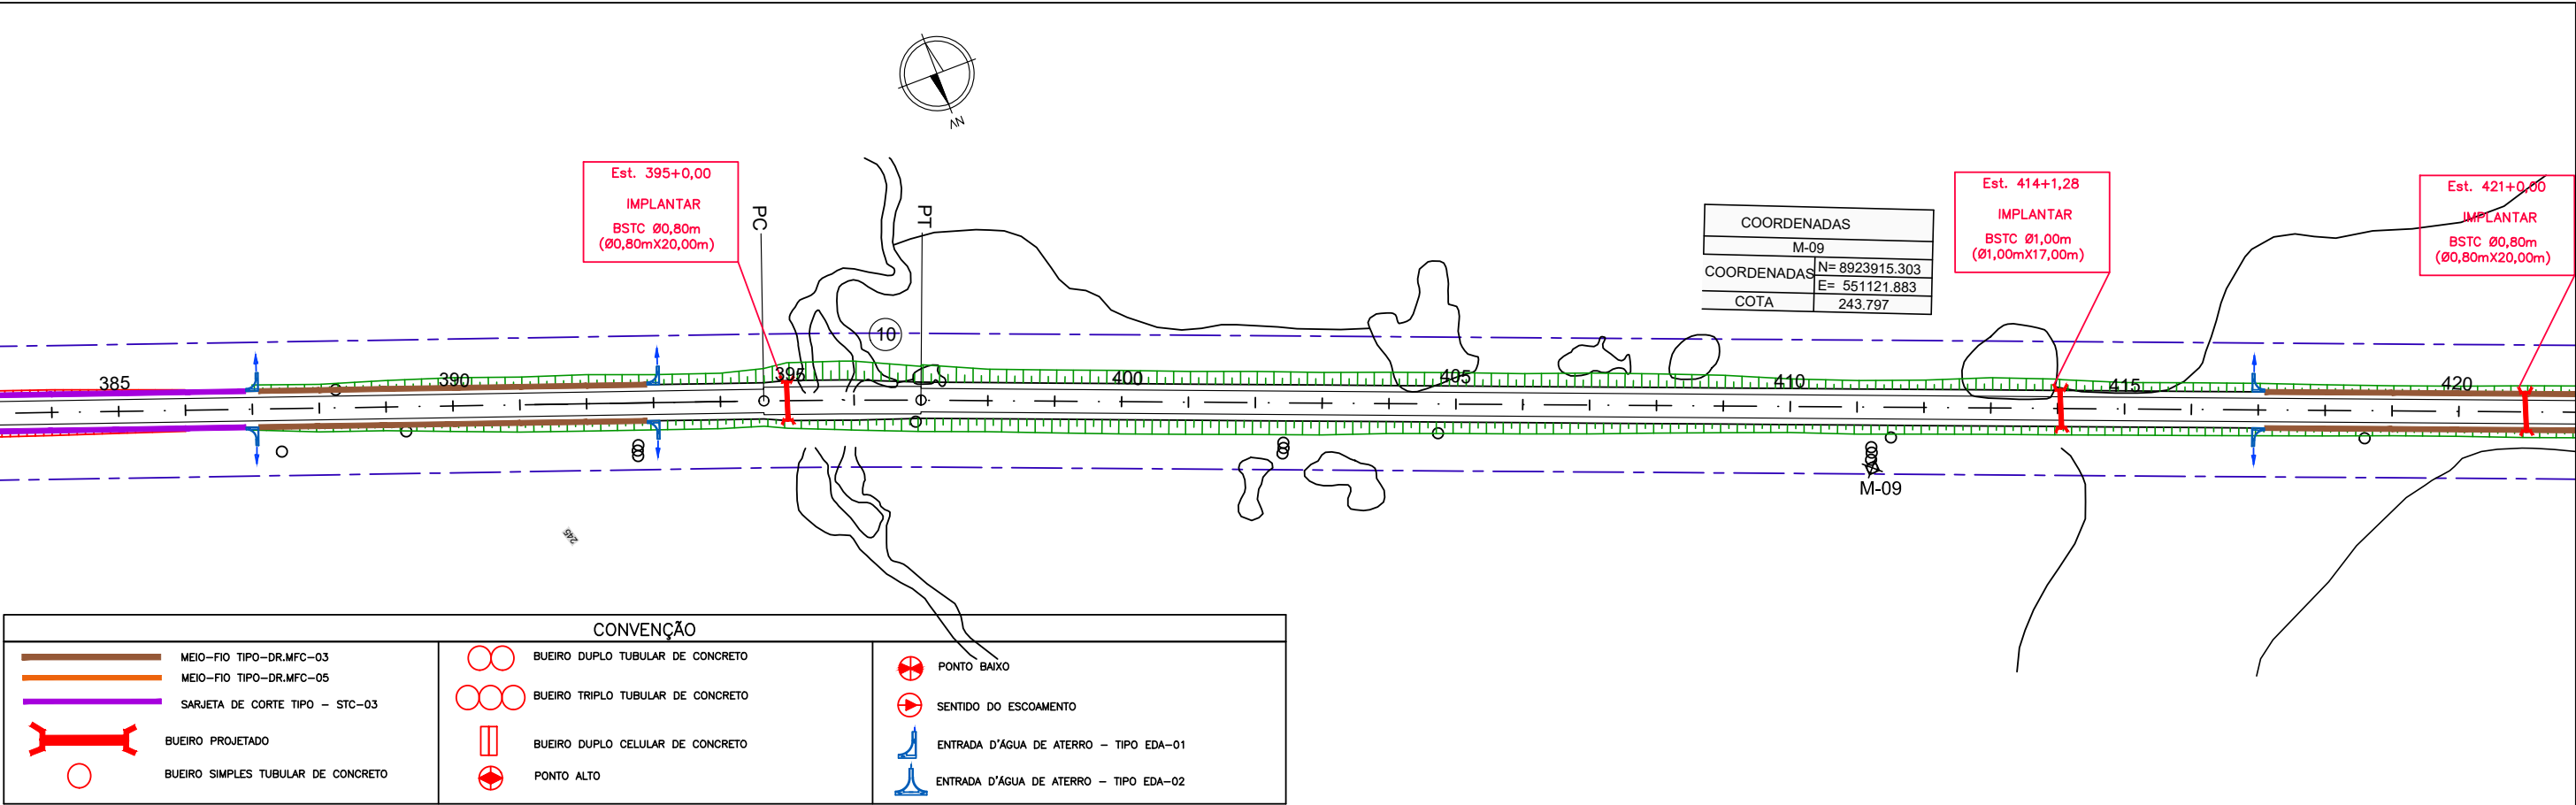 NV
Est. 395+0,00
IMPLANTAR
BSTC Ø0,80m
(Ø0,80mX20,00m)
PC
PT
10
COORDENADAS
M-09
COORDENADAS
N= 8923915.303
E= 551121.883
COTA
243.797
Est. 414+1,28
IMPLANTAR
BSTC Ø1,00m
(Ø1,00mX17,00m)
Est. 421+0,00
IMPLANTAR
BSTC Ø0,80m
(Ø0,80mX20,00m)
385
390
395
400
405
410
415
420
M-09
245
CONVENÇÃO
MEIO-FIO TIPO-DR.MFC-03
MEIO-FIO TIPO-DR.MFC-05
SARJETA DE CORTE TIPO - STC-03
BUEIRO PROJETADO
BUEIRO SIMPLES TUBULAR DE CONCRETO
BUEIRO DUPLO TUBULAR DE CONCRETO
BUEIRO TRIPLO TUBULAR DE CONCRETO
BUEIRO DUPLO CELULAR DE CONCRETO
PONTO ALTO
PONTO BAIXO
SENTIDO DO ESCOAMENTO
ENTRADA D'ÁGUA DE ATERRO - TIPO EDA-01
ENTRADA D'ÁGUA DE ATERRO - TIPO EDA-02